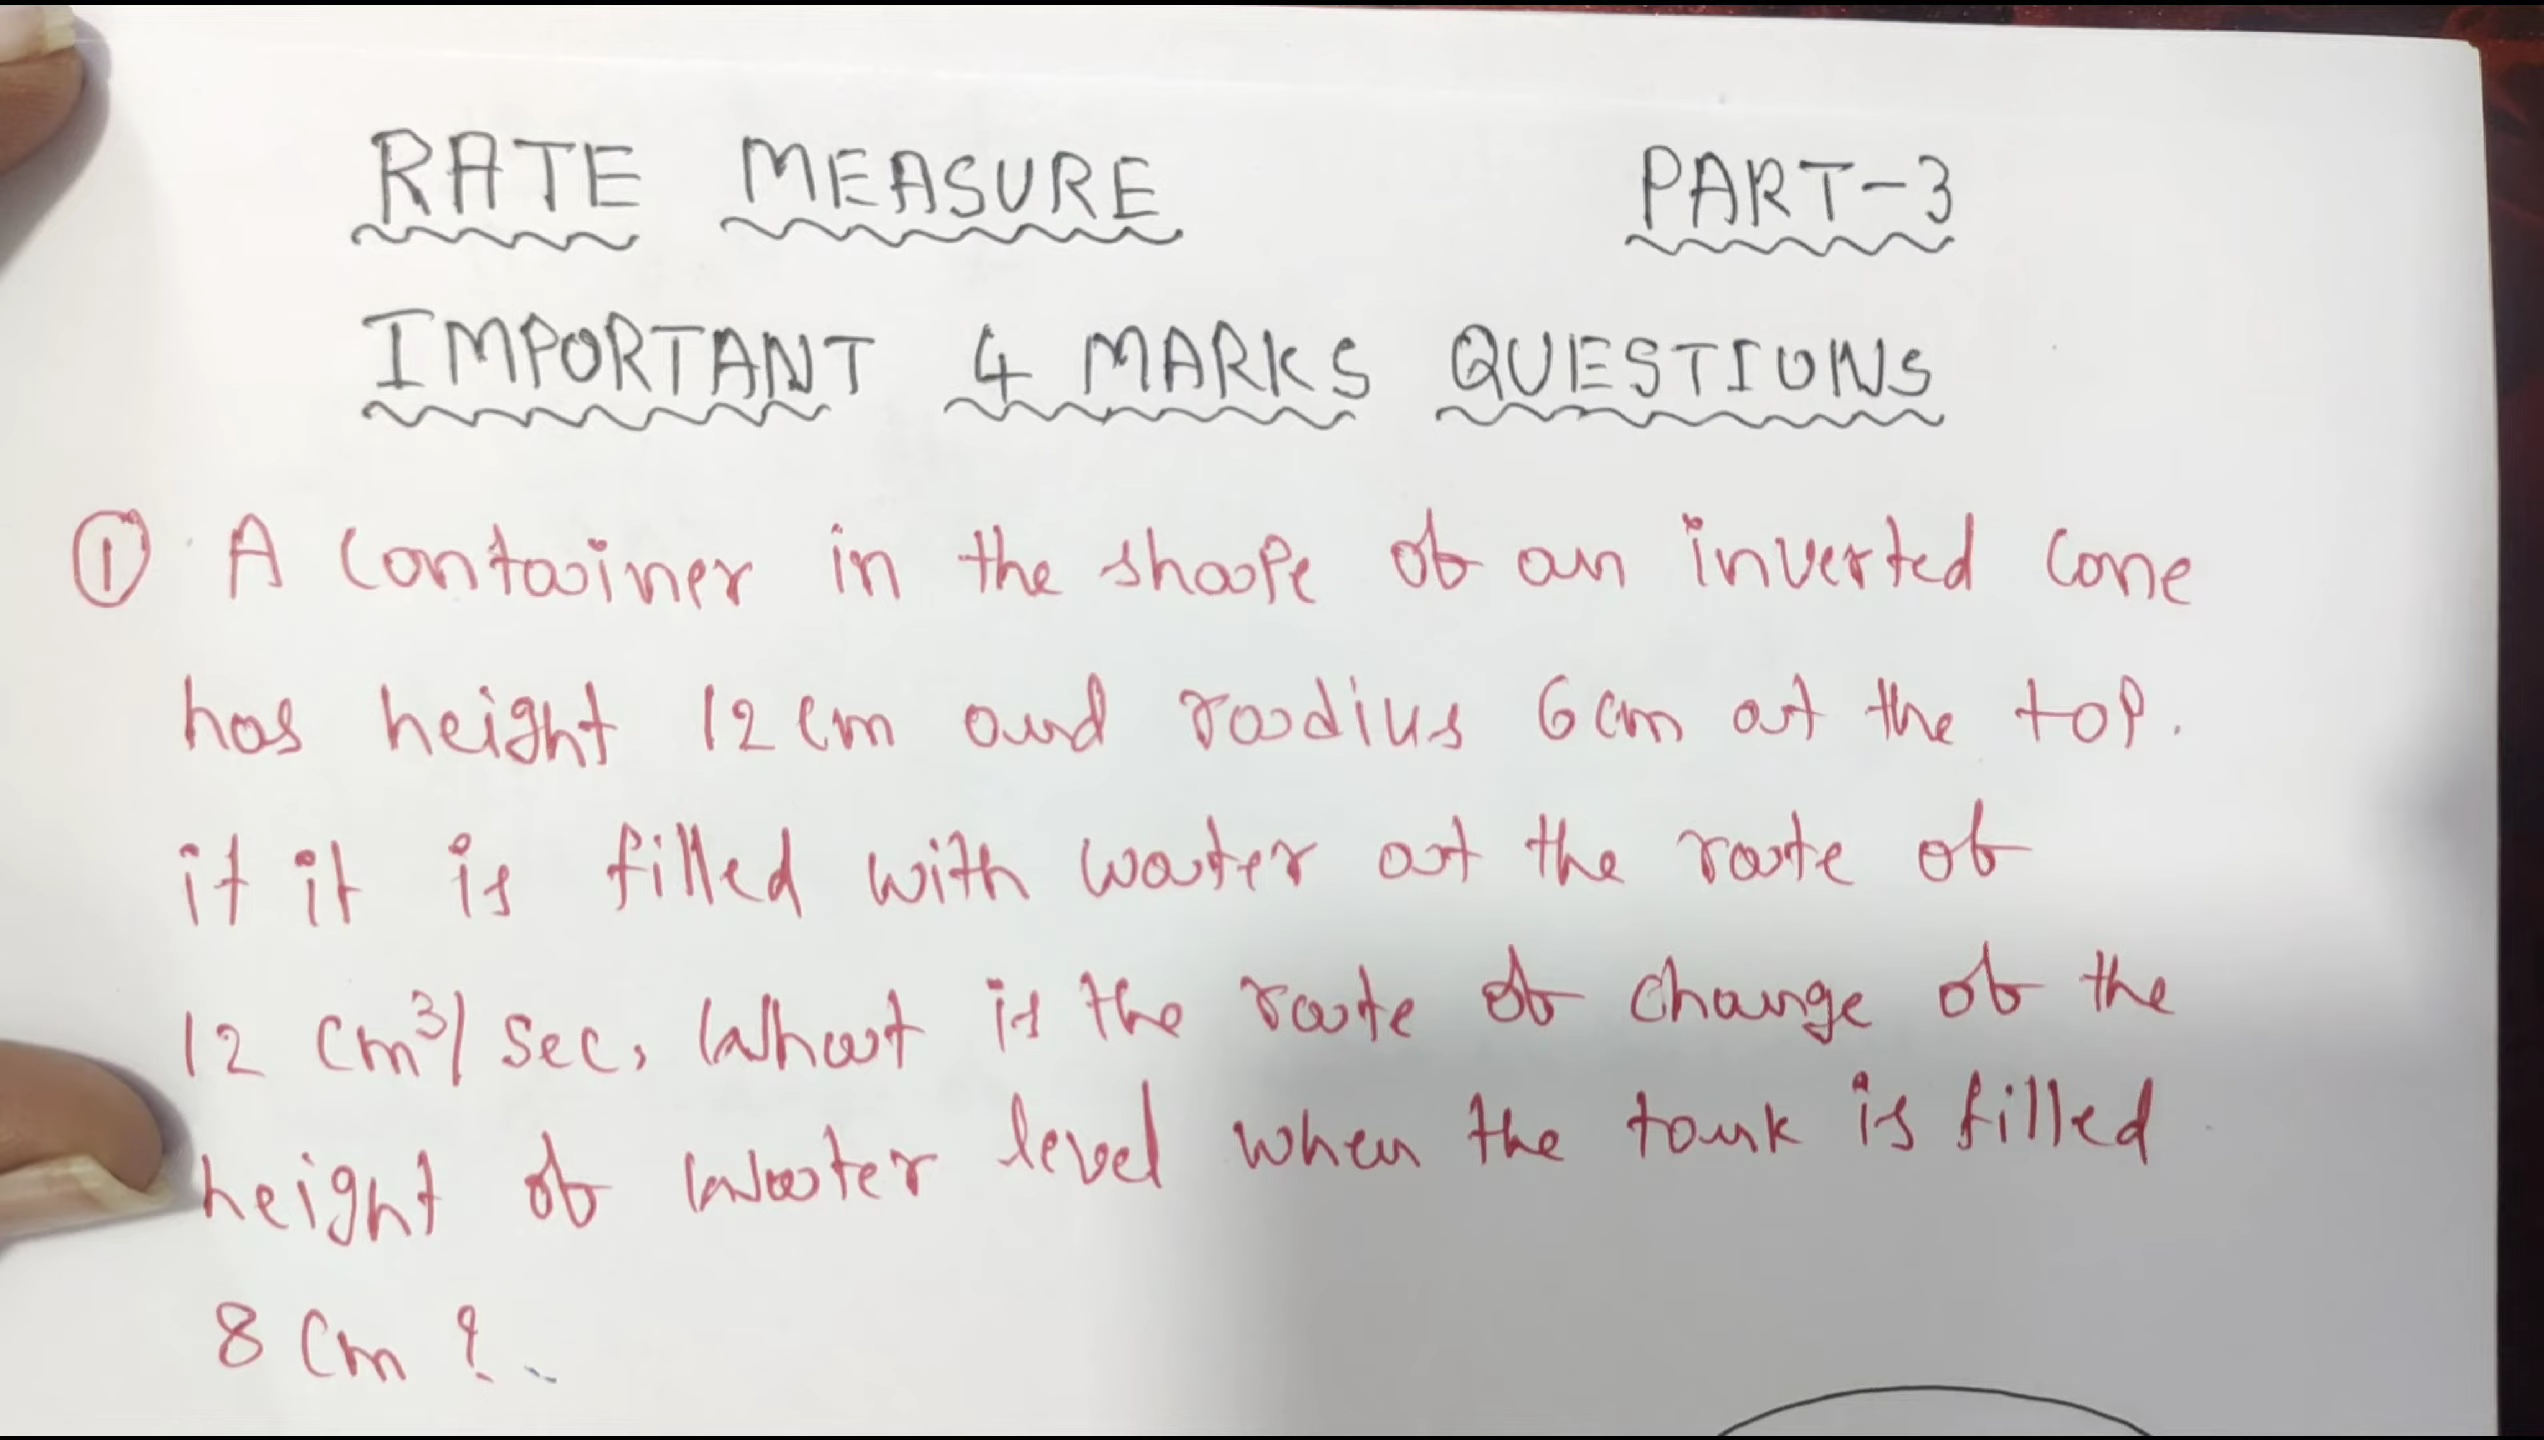 RATE MEASURE PART-3
IMPORTANT 4 MARKS QUESTIONS
① A Container in the shape of an inverted Cone
has height 12 cm and radius 6 cm at the top.
if it is filled with water at the rate of
12 cm³/sec, What is the rate of change of the
height of water level when the tank is filled
8 cm ?